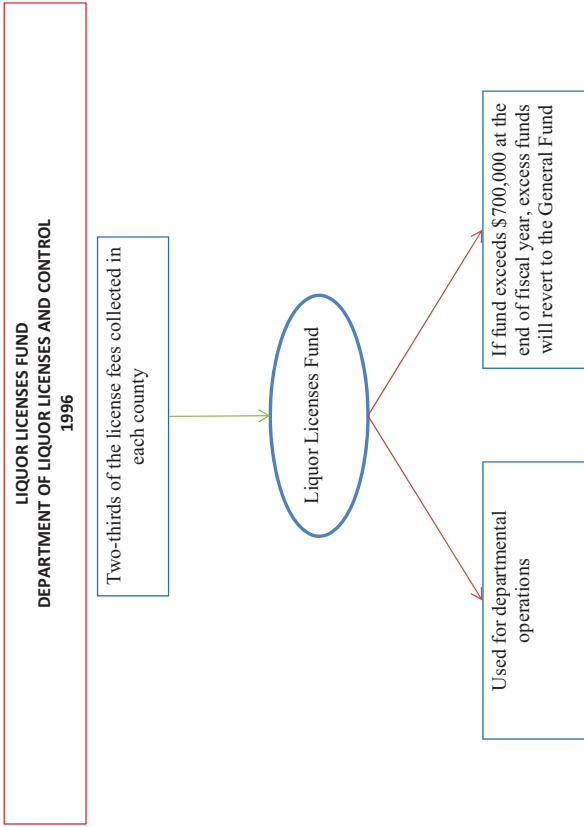 LIQUOR LICENSES FUND
DEPARTMENT OF LIQUOR LICENSES AND CONTROL
1996
Two-thirds of the license fees collected in
each county
Liquor Licenses Fund
Used for departmental
operations
If fund exceeds $700,000 at the
end of fiscal year, excess funds
will revert to the General Fund